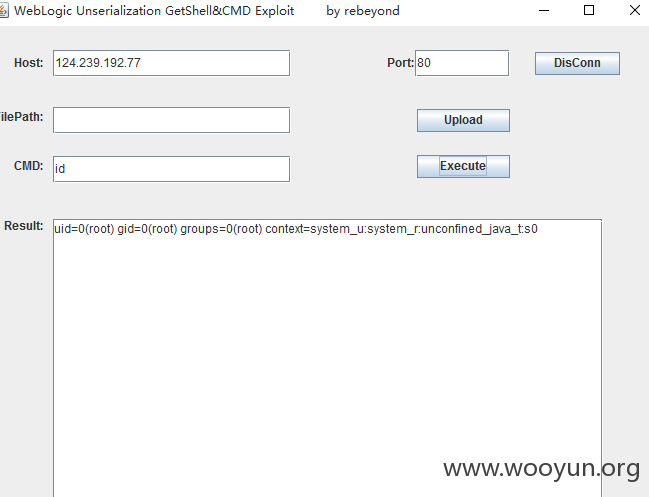 WebLogic Unserialization GetShell&CMD Exploit by rebeyond
Host: 124.239.192.77 Port: 80 DisConn
FilePath: Upload
CMD: id Execute
Result: uid=0(root) gid=0(root) groups=0(root) context=system_u:system_r:unconfined_java_t:s0
www.wooyun.org